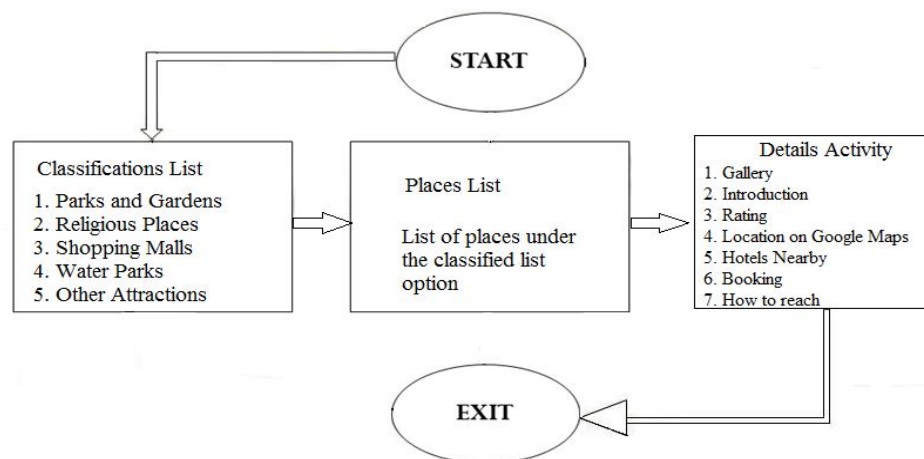 START
Classifications List
1. Parks and Gardens
2. Religious Places
3. Shopping Malls
4. Water Parks
5. Other Attractions
Places List
List of places under
the classified list
option
Details Activity
1. Gallery
2. Introduction
3. Rating
4. Location on Google Maps
5. Hotels Nearby
6. Booking
7. How to reach
EXIT